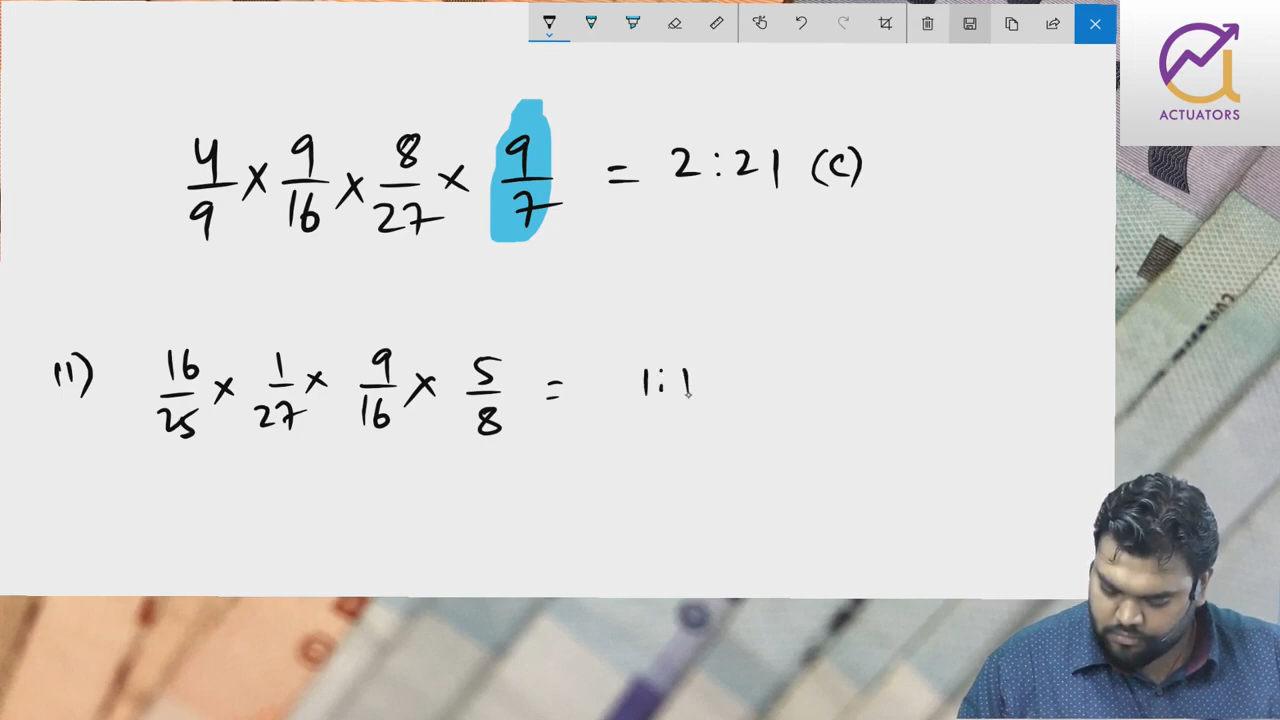 ACTUATORS
4/9 × 9/16 × 8/27 × 9/7 = 2:21 (c)
11) 16/25 × 1/27 × 9/16 × 5/8 = 1:1